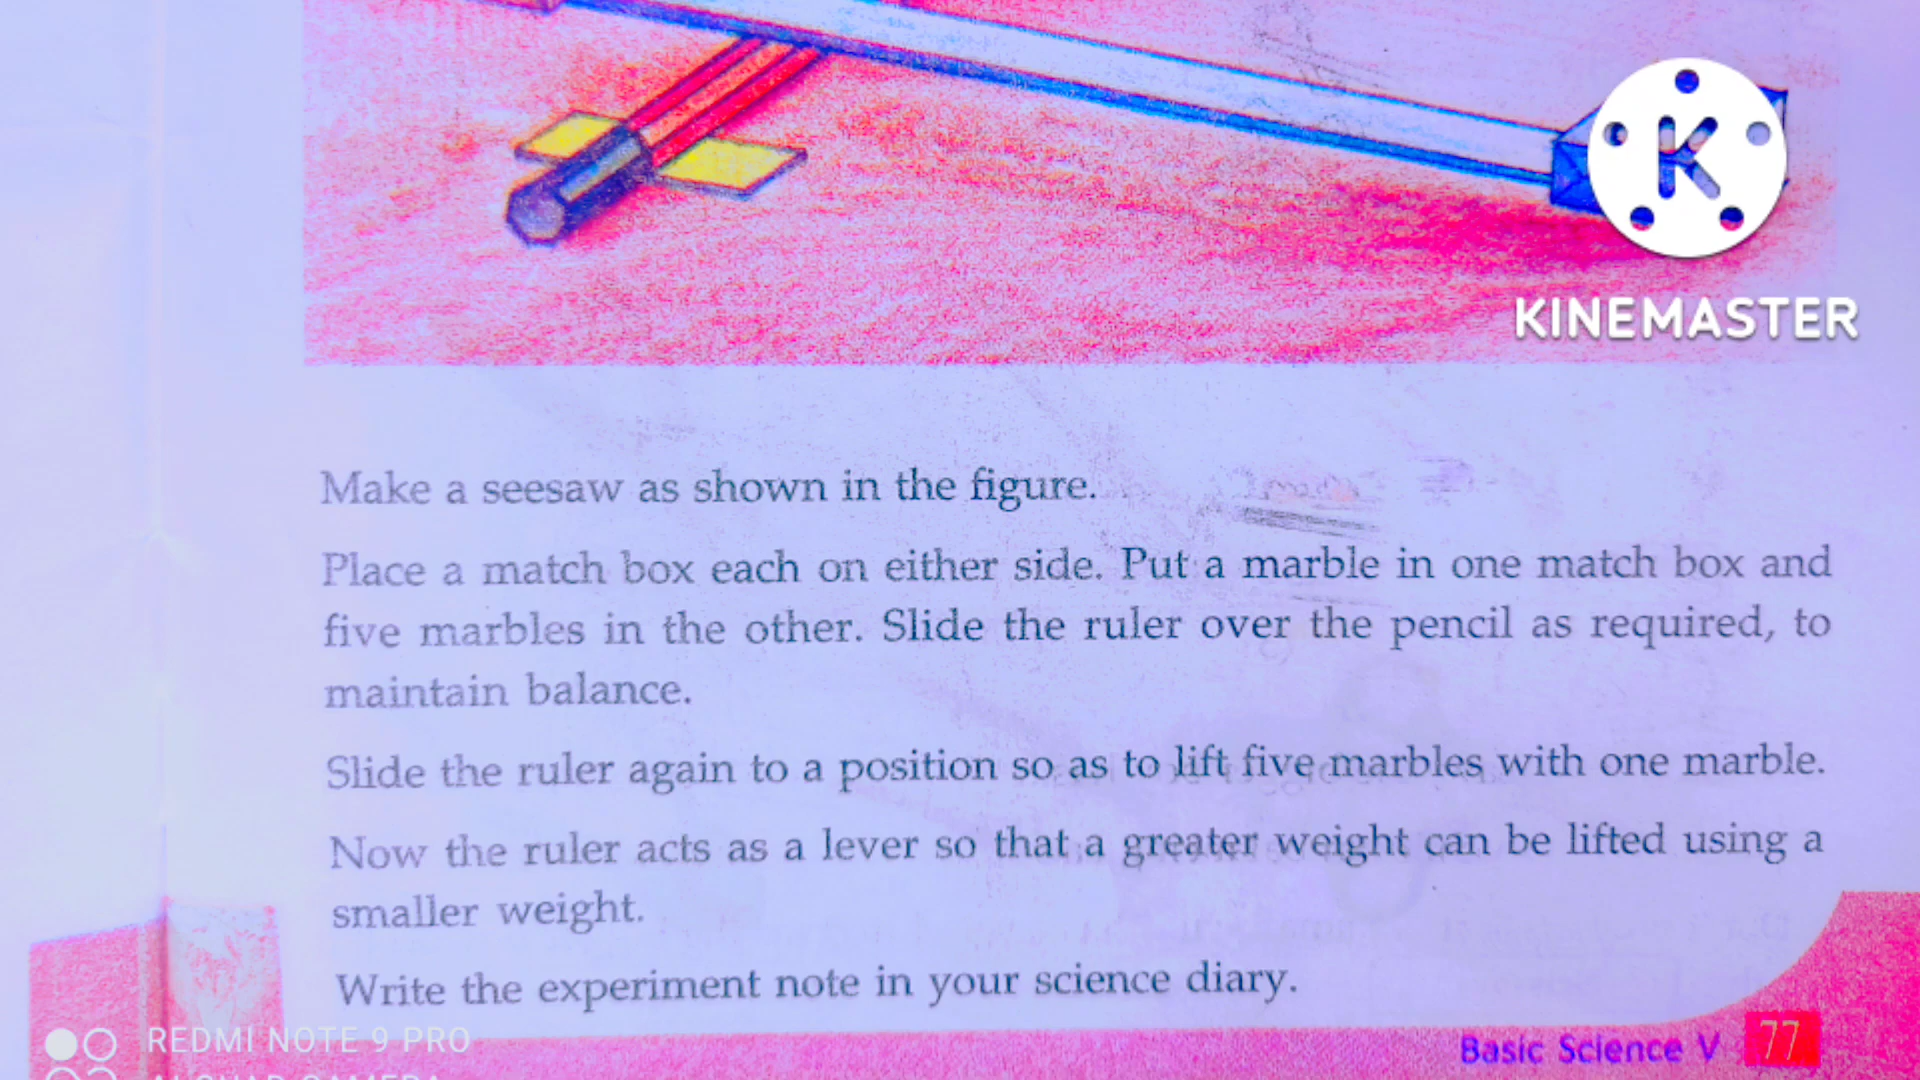 K
KINEMASTER
Make a seesaw as shown in the figure.
Place a match box each on either side. Put a marble in one match box and
five marbles in the other. Slide the ruler over the pencil as required, to
maintain balance.
Slide the ruler again to a position so as to lift five marbles with one marble.
Now the ruler acts as a lever so that a greater weight can be lifted using a
smaller weight.
Write the experiment note in your science diary.
REDMI NOTE 9 PRO
Basic Science V 77